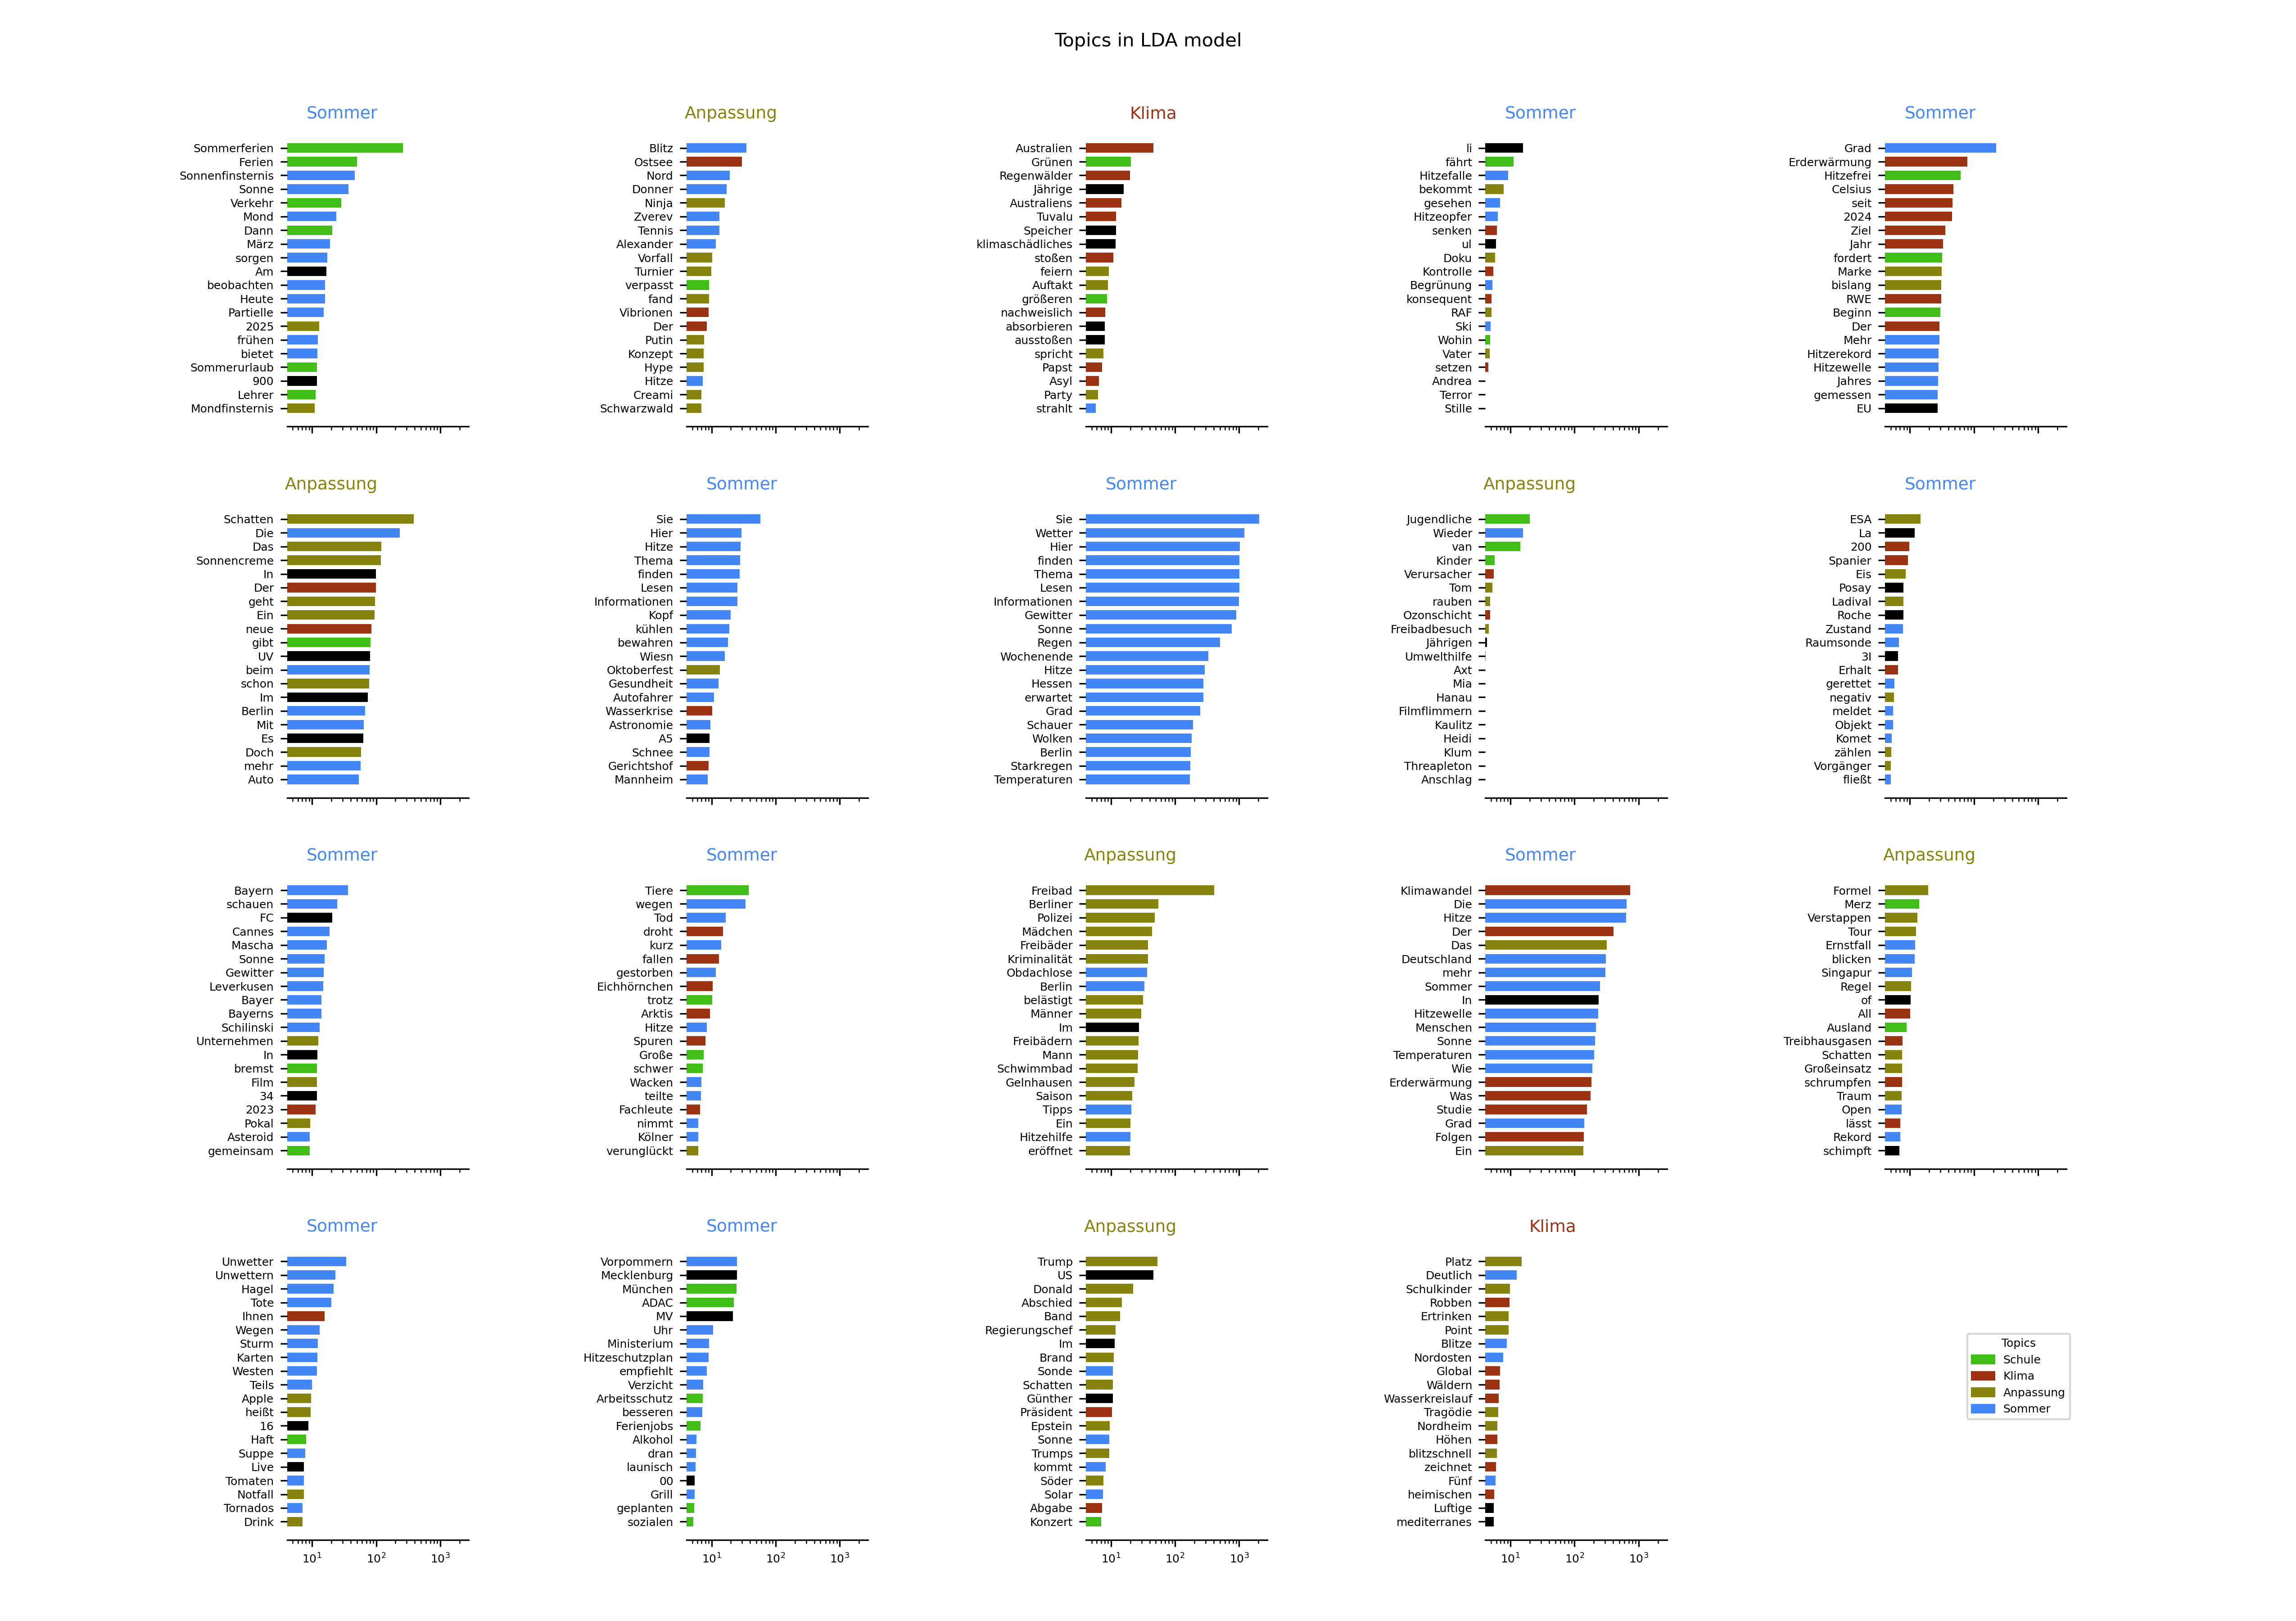 Topics in LDA model
Sommer
Sommerferien
Ferien
Sonnenfinsternis
Sonne
Verkehr
Mond
Dann
März
sorgen
Am
beobachten
Heute
Partielle
2025
frühen
bietet
Sommerurlaub
900
Lehrer
Mondfinsternis
Anpassung
Blitz
Ostsee
Nord
Donner
Ninja
Zverev
Tennis
Alexander
Vorfall
Turnier
verpasst
fand
Vibrionen
Der
Putin
Konzept
Hype
Hitze
Creami
Schwarzwald
Klima
Australien
Grünen
Regenwälder
Jährige
Australiens
Tuvalu
Speicher
klimaschädliches
stoßen
feiern
Auftakt
größeren
nachweislich
absorbieren
ausstoßen
spricht
Papst
Asyl
Party
strahlt
Sommer
li
fährt
Hitzefalle
bekommt
gesehen
Hitzeopfer
senken
ul
Doku
Kontrolle
Begrünung
konsequent
RAF
Ski
Wohin
Vater
setzen
Andrea
Terror
Stille
Sommer
Grad
Erderwärmung
Hitzefrei
Celsius
seit
2024
Ziel
Jahr
fordert
Marke
bislang
RWE
Beginn
Der
Mehr
Hitzerekord
Hitzewelle
Jahres
gemessen
EU
Anpassung
Schatten
Die
Das
Sonnencreme
In
Der
geht
Ein
neue
gibt
UV
beim
schon
Im
Berlin
Mit
Es
Doch
mehr
Auto
Sommer
Sie
Hier
Hitze
Thema
finden
Lesen
Informationen
Kopf
kühlen
bewahren
Wiesn
Oktoberfest
Gesundheit
Autofahrer
Wasserkrise
Astronomie
A5
Schnee
Gerichtshof
Mannheim
Sommer
Sie
Wetter
Hier
finden
Thema
Lesen
Informationen
Gewitter
Sonne
Regen
Wochenende
Hitze
Hessen
erwartet
Grad
Schauer
Wolken
Berlin
Starkregen
Temperaturen
Anpassung
Jugendliche
Wieder
van
Kinder
Verursacher
Tom
rauben
Ozonschicht
Freibadbesuch
Jährigen
Umwelthilfe
Axt
Mia
Hanau
Filmflimmern
Kaulitz
Heidi
Klum
Threapleton
Anschlag
Sommer
ESA
La
200
Spanier
Eis
Posay
Ladival
Roche
Zustand
Raumsonde
3I
Erhalt
gerettet
negativ
meldet
Objekt
Komet
zählen
Vorgänger
fließt
Sommer
Bayern
schauen
FC
Cannes
Mascha
Sonne
Gewitter
Leverkusen
Bayer
Bayerns
Schilinski
Unternehmen
In
bremst
Film
34
2023
Pokal
Asteroid
gemeinsam
Sommer
Tiere
wegen
Tod
droht
kurz
fallen
gestorben
Eichhörnchen
trotz
Arktis
Hitze
Spuren
Große
schwer
Wacken
teilte
Fachleute
nimmt
Kölner
verunglückt
Anpassung
Freibad
Berliner
Polizei
Mädchen
Freibäder
Kriminalität
Obdachlose
Berlin
belästigt
Männer
Im
Freibädern
Mann
Schwimmbad
Gelnhausen
Saison
Tipps
Ein
Hitzehilfe
eröffnet
Sommer
Klimawandel
Die
Hitze
Der
Das
Deutschland
mehr
Sommer
In
Hitzewelle
Menschen
Sonne
Temperaturen
Wie
Erderwärmung
Was
Studie
Grad
Folgen
Ein
Anpassung
Formel
Merz
Verstappen
Tour
Ernstfall
blicken
Singapur
Regel
of
All
Ausland
Treibhausgasen
Schatten
Großeinsatz
schrumpfen
Traum
Open
lässt
Rekord
schimpft
Sommer
Unwetter
Unwettern
Hagel
Tote
Ihnen
Wegen
Sturm
Karten
Westen
Teils
Apple
heißt
16
Haft
Suppe
Live
Tomaten
Notfall
Tornados
Drink
10¹ 10² 10³
Sommer
Vorpommern
Mecklenburg
München
ADAC
MV
Uhr
Ministerium
Hitzeschutzplan
empfiehlt
Verzicht
Arbeitsschutz
besseren
Ferienjobs
Alkohol
dran
launisch
00
Grill
geplanten
sozialen
10¹ 10² 10³
Anpassung
Trump
US
Donald
Abschied
Band
Regierungschef
Im
Brand
Sonde
Schatten
Günther
Präsident
Epstein
Sonne
Trumps
kommt
Söder
Solar
Abgabe
Konzert
10¹ 10² 10³
Klima
Platz
Deutlich
Schulkinder
Robben
Ertrinken
Point
Blitze
Nordosten
Global
Wäldern
Wasserkreislauf
Tragödie
Nordheim
Höhen
blitzschnell
zeichnet
Fünf
heimischen
Luftige
mediterranes
10¹ 10² 10³
Topics
Schule
Klima
Anpassung
Sommer